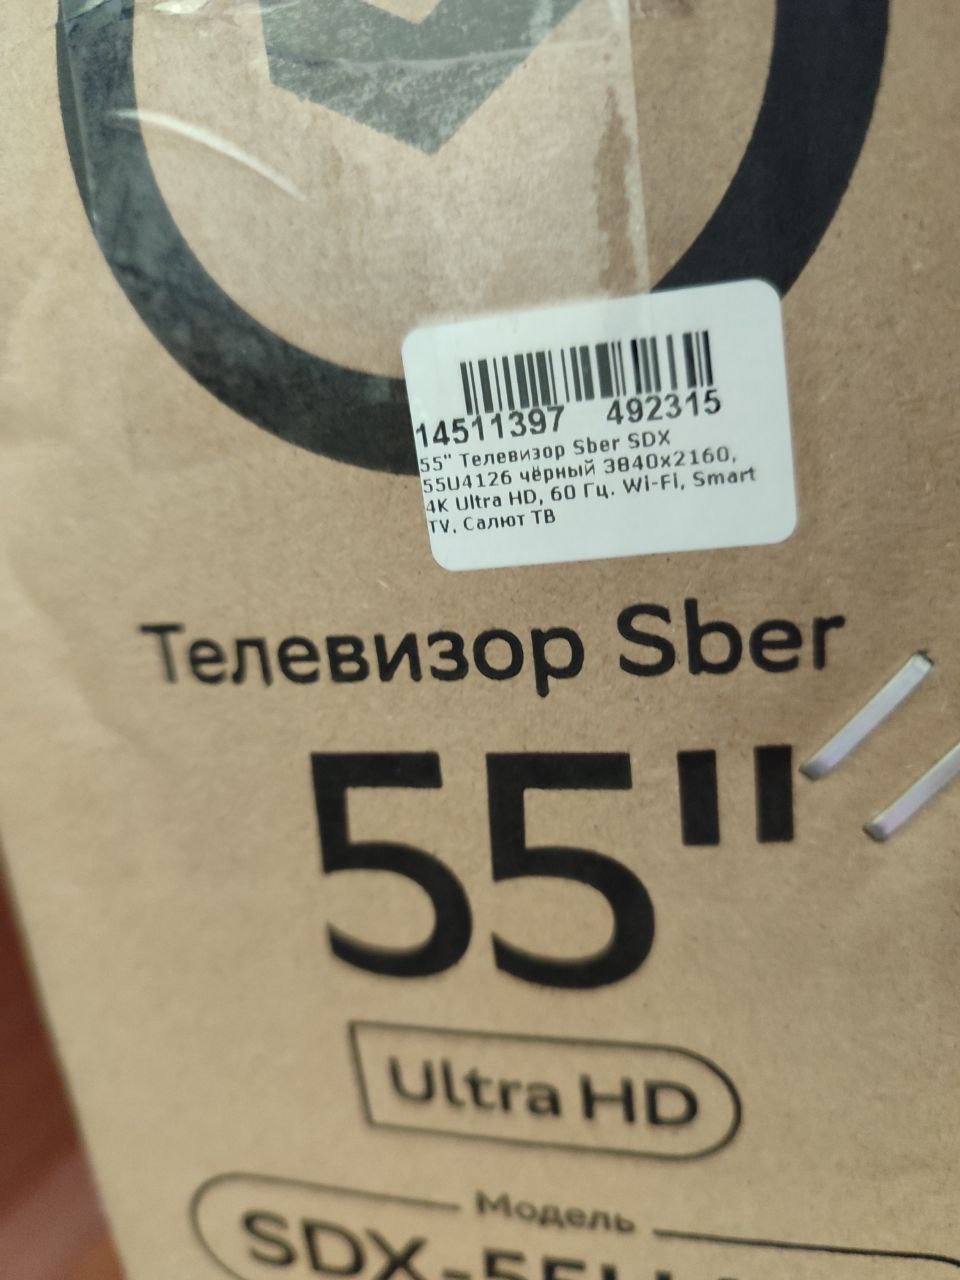 14511397 492315
55" Телевизор Sber SDX
55U4126 чёрный 3840x2160,
4K Ultra HD, 60 Гц. Wi-Fi, Smart
TV, Салют ТВ
Телевизор Sber
55"
Ultra HD
Модель